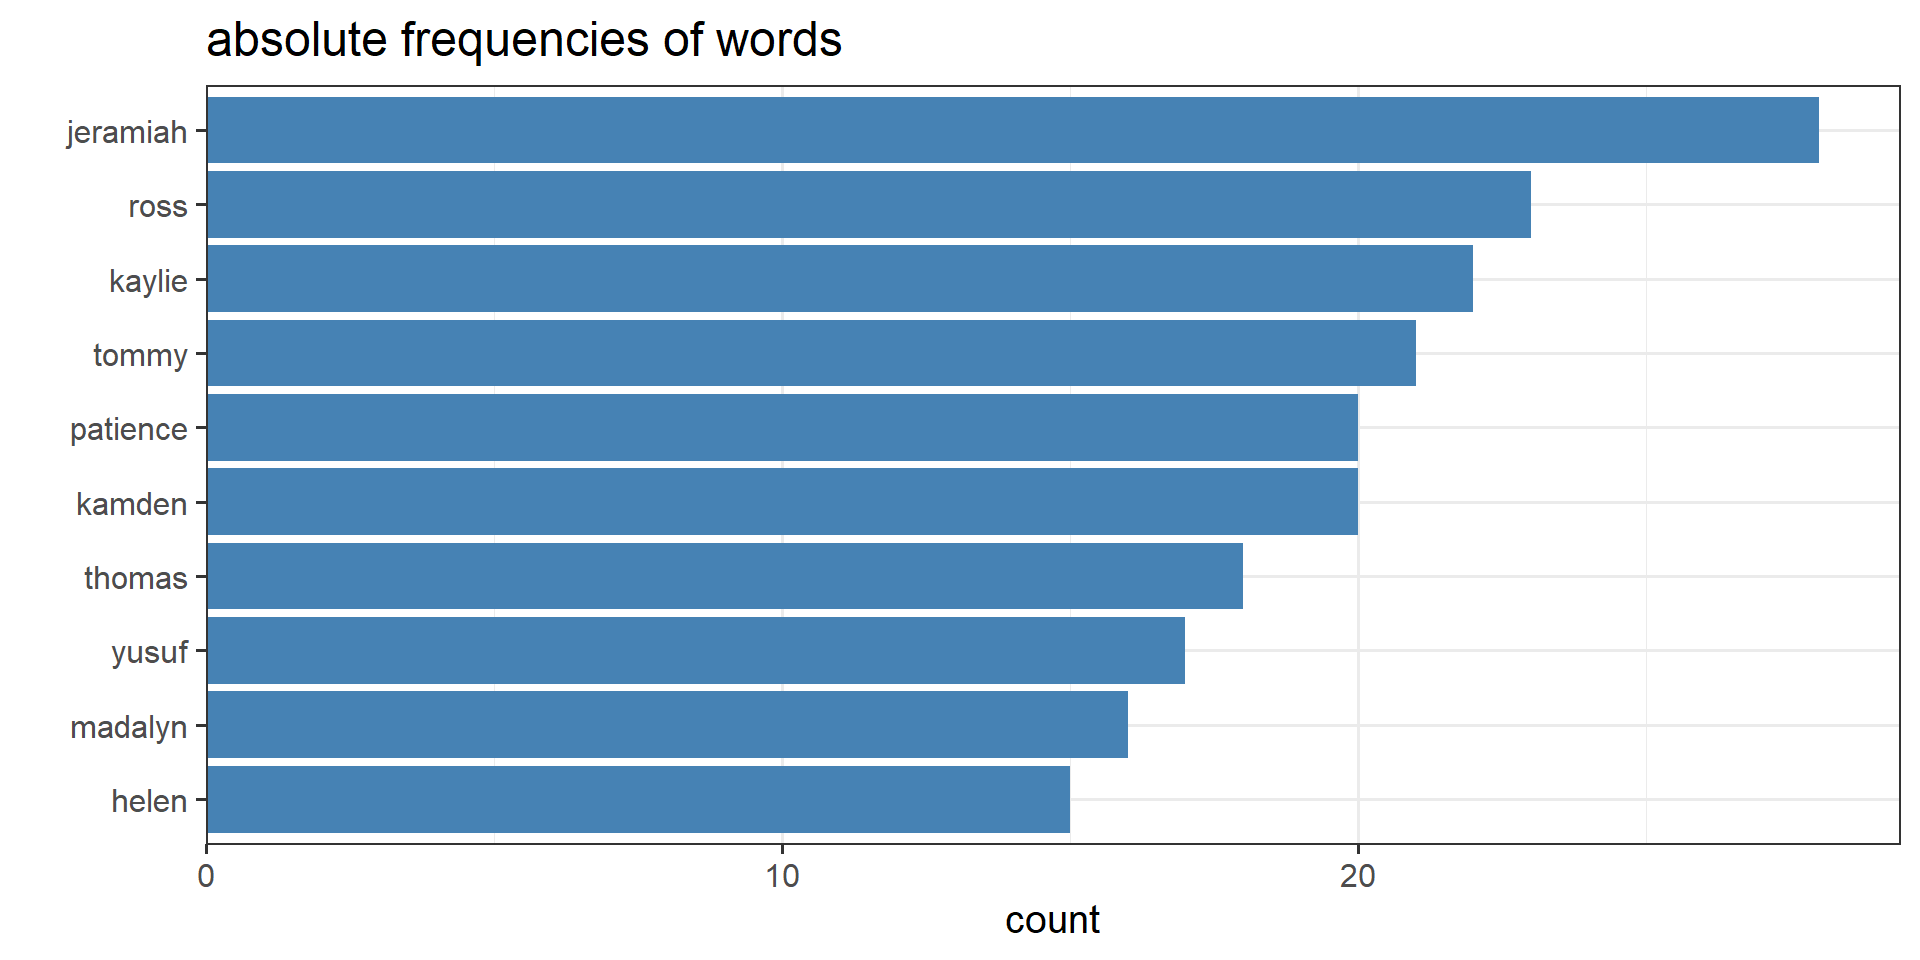 absolute frequencies of words
jeramiah
ross
kaylie
tommy
patience
kamden
thomas
yusuf
madalyn
helen
0 10 20
count